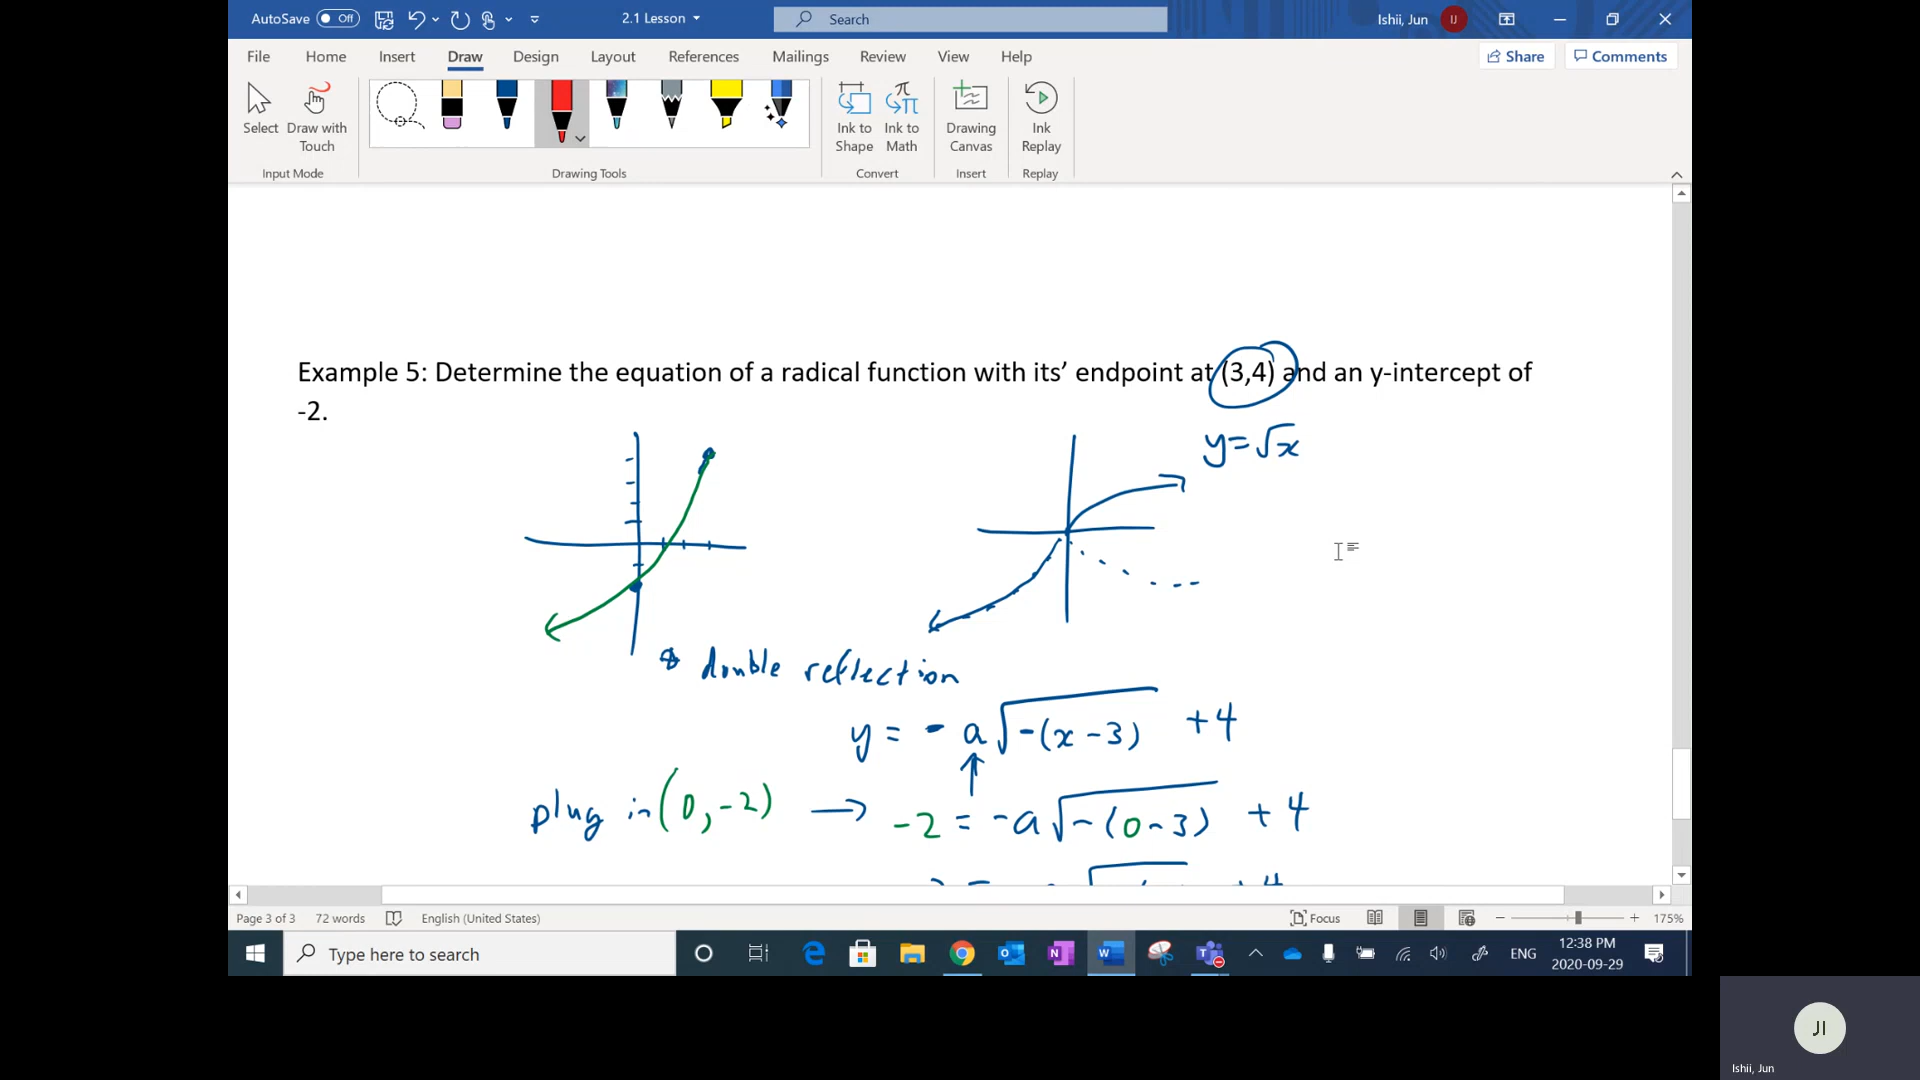 AutoSave Off 2.1 Lesson Search Ishii, Jun IJ
File Home Insert Draw Design Layout References Mailings Review View Help Share Comments
Select
Draw with Touch
Ink to Shape
Ink to Math
Drawing Canvas
Ink Replay
Input Mode Drawing Tools Convert Insert Replay
Example 5: Determine the equation of a radical function with its’ endpoint at (3,4) and an y-intercept of
-2.
y=√x
* double reflection
y = - a√-(x-3) +4
plug in (0,-2) → -2 = -a√-(0-3) +4
Page 3 of 3 72 words English (United States) Focus 175%
Type here to search ENG 12:38 PM
2020-09-29
JI
Ishii, Jun